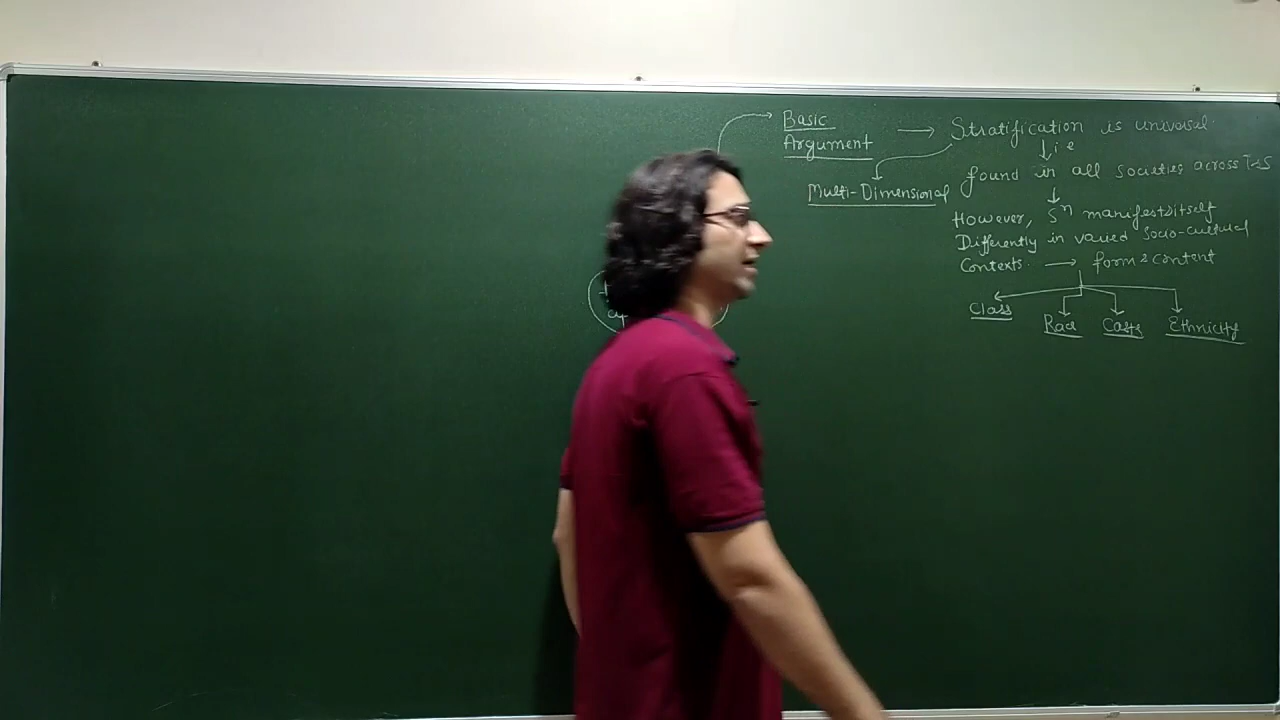 Basic
Argument → Stratification is universal.
↓ i e
Multi-Dimensional
found in all societies across T & S
However, Sⁿ manifests itself
Differently in varied Socio-cultural
Contexts. → form & content
Class
Race Caste Ethnicity